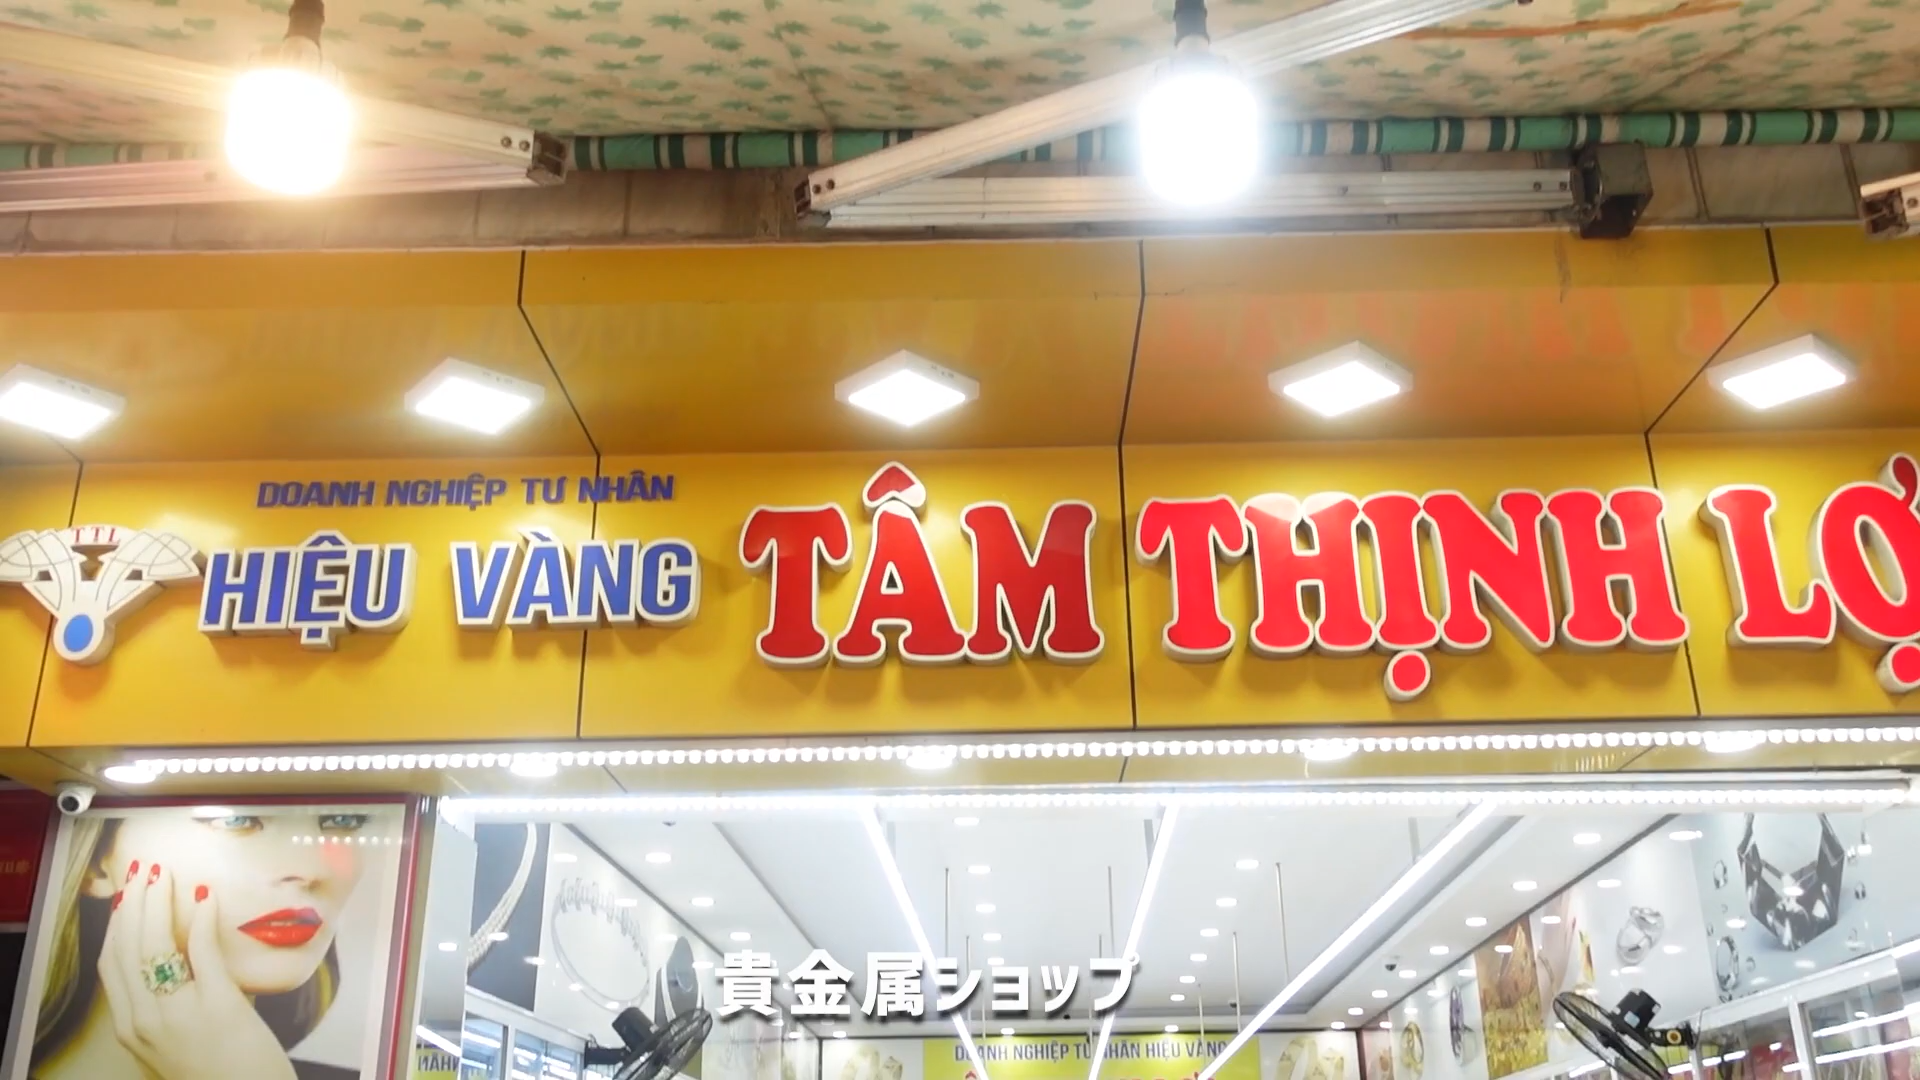 DOANH NGHIỆP TƯ NHÂN
TTL
HIỆU VÀNG TÂM THỊNH LỢ
貴金属ショップ
DOANH NGHIỆP TƯ NHÂN HIỆU VÀNG